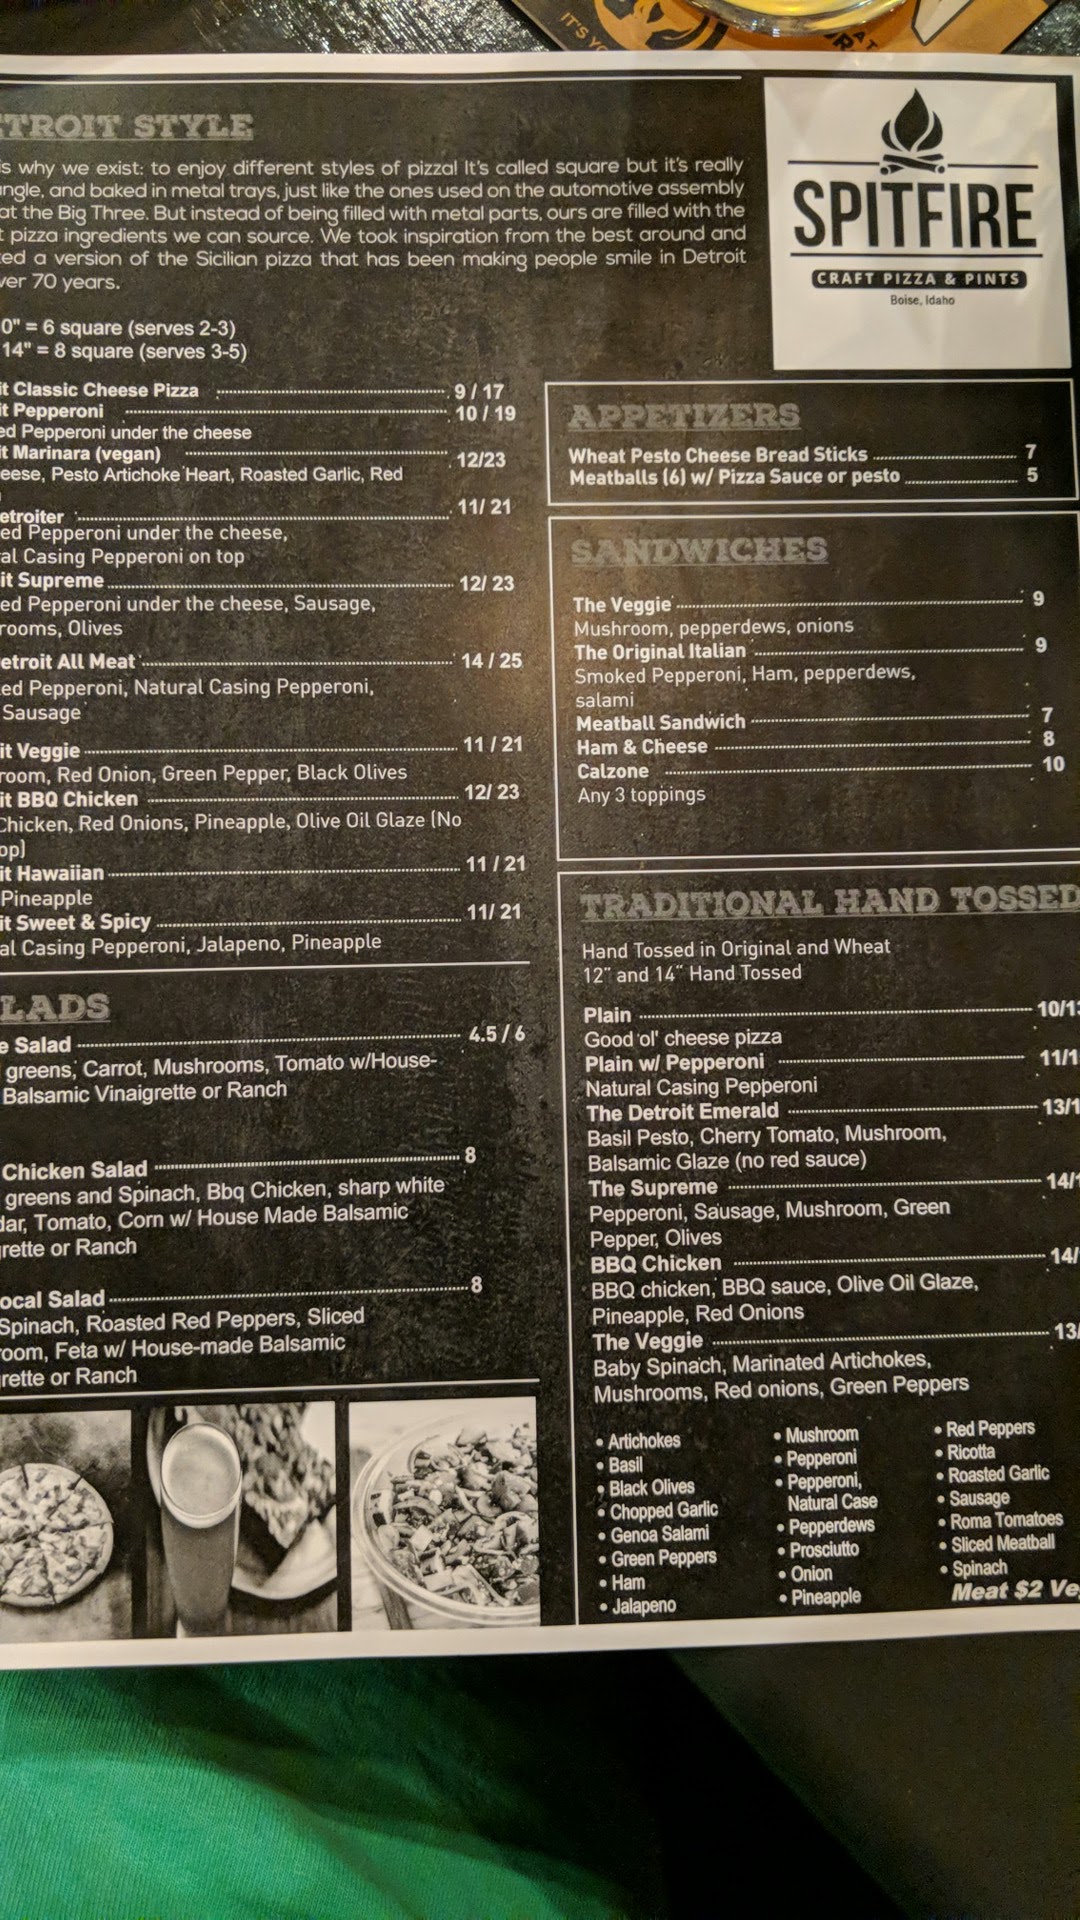 IT'S
DETROIT STYLE
is why we exist: to enjoy different styles of pizza! It's called square but it's really
angle, and baked in metal trays, just like the ones used on the automotive assembly
at the Big Three. But instead of being filled with metal parts, ours are filled with the
t pizza ingredients we can source. We took inspiration from the best around and
ted a version of the Sicilian pizza that has been making people smile in Detroit
ver 70 years.
0" = 6 square (serves 2-3)
14" = 8 square (serves 3-5)
it Classic Cheese Pizza 9 / 17
it Pepperoni 10 / 19
ed Pepperoni under the cheese
it Marinara (vegan) 12/23
eese, Pesto Artichoke Heart, Roasted Garlic, Red
etroiter 11/ 21
ed Pepperoni under the cheese,
al Casing Pepperoni on top
it Supreme 12/ 23
ed Pepperoni under the cheese, Sausage,
rooms, Olives
etroit All Meat 14 / 25
ed Pepperoni, Natural Casing Pepperoni,
Sausage
it Veggie 11 / 21
room, Red Onion, Green Pepper, Black Olives
it BBQ Chicken 12/ 23
Chicken, Red Onions, Pineapple, Olive Oil Glaze (No
op)
it Hawaiian 11 / 21
Pineapple
it Sweet & Spicy 11/ 21
al Casing Pepperoni, Jalapeno, Pineapple
LADS
e Salad 4.5 / 6
greens, Carrot, Mushrooms, Tomato w/House-
Balsamic Vinaigrette or Ranch
Chicken Salad 8
greens and Spinach, Bbq Chicken, sharp white
dar, Tomato, Corn w/ House Made Balsamic
grette or Ranch
ocal Salad 8
Spinach, Roasted Red Peppers, Sliced
room, Feta w/ House-made Balsamic
grette or Ranch
SPITFIRE
CRAFT PIZZA & PINTS
Boise, Idaho
APPETIZERS
Wheat Pesto Cheese Bread Sticks 7
Meatballs (6) w/ Pizza Sauce or pesto 5
SANDWICHES
The Veggie 9
Mushroom, pepperdews, onions
The Original Italian 9
Smoked Pepperoni, Ham, pepperdews,
salami
Meatball Sandwich 7
Ham & Cheese 8
Calzone 10
Any 3 toppings
TRADITIONAL HAND TOSSED
Hand Tossed in Original and Wheat
12" and 14" Hand Tossed
Plain 10/13
Good ol' cheese pizza
Plain w/ Pepperoni 11/1
Natural Casing Pepperoni
The Detroit Emerald 13/1
Basil Pesto, Cherry Tomato, Mushroom,
Balsamic Glaze (no red sauce)
The Supreme 14/1
Pepperoni, Sausage, Mushroom, Green
Pepper, Olives
BBQ Chicken 14/
BBQ chicken, BBQ sauce, Olive Oil Glaze,
Pineapple, Red Onions
The Veggie 13/
Baby Spinach, Marinated Artichokes,
Mushrooms, Red onions, Green Peppers
• Artichokes
• Basil
• Black Olives
• Chopped Garlic
• Genoa Salami
• Green Peppers
• Ham
• Jalapeno
• Mushroom
• Pepperoni
• Pepperoni,
Natural Case
• Pepperdews
• Prosciutto
• Onion
• Pineapple
• Red Peppers
• Ricotta
• Roasted Garlic
• Sausage
• Roma Tomatoes
• Sliced Meatball
• Spinach
Meat $2 Ve